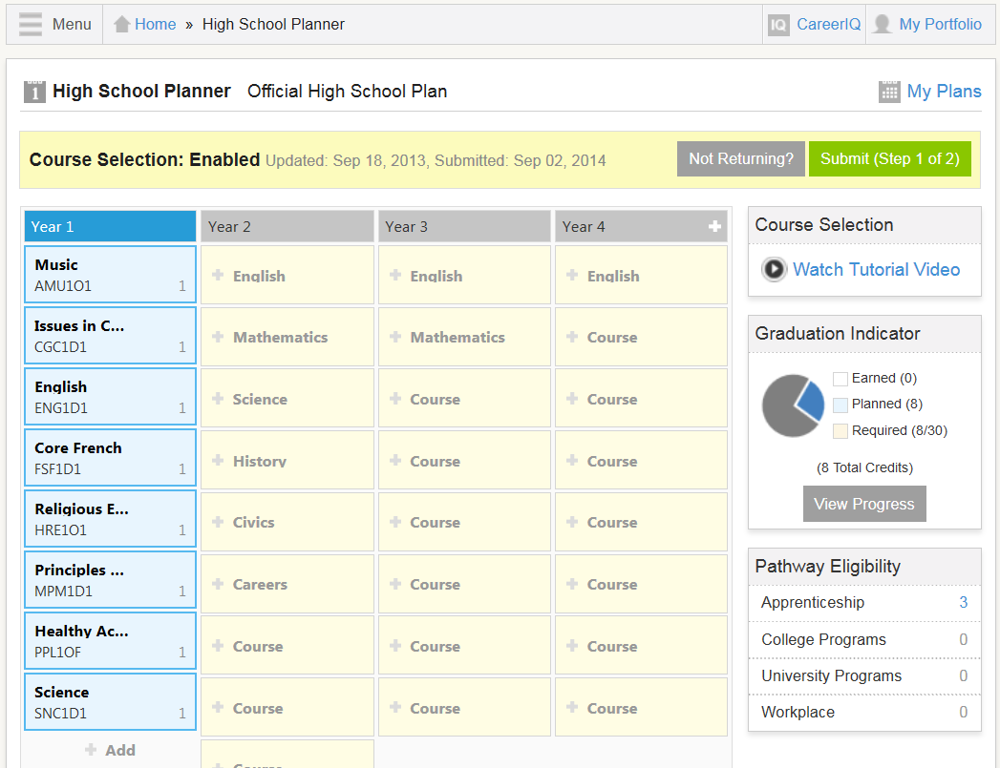 Menu Home » High School Planner IQ CareerIQ My Portfolio
1 High School Planner Official High School Plan My Plans
Course Selection: Enabled Updated: Sep 18, 2013, Submitted: Sep 02, 2014 Not Returning? Submit (Step 1 of 2)
Year 1 Year 2 Year 3 Year 4
Music
AMU1O1 1
Issues in C...
CGC1D1 1
English
ENG1D1 1
Core French
FSF1D1 1
Religious E...
HRE1O1 1
Principles ...
MPM1D1 1
Healthy Ac...
PPL1OF 1
Science
SNC1D1 1
Add
English
Mathematics
Science
History
Civics
Careers
Course
Course
Course
English
Mathematics
Course
Course
Course
Course
Course
Course
English
Course
Course
Course
Course
Course
Course
Course
Course Selection
Watch Tutorial Video
Graduation Indicator
Earned (0)
Planned (8)
Required (8/30)
(8 Total Credits)
View Progress
Pathway Eligibility
Apprenticeship 3
College Programs 0
University Programs 0
Workplace 0